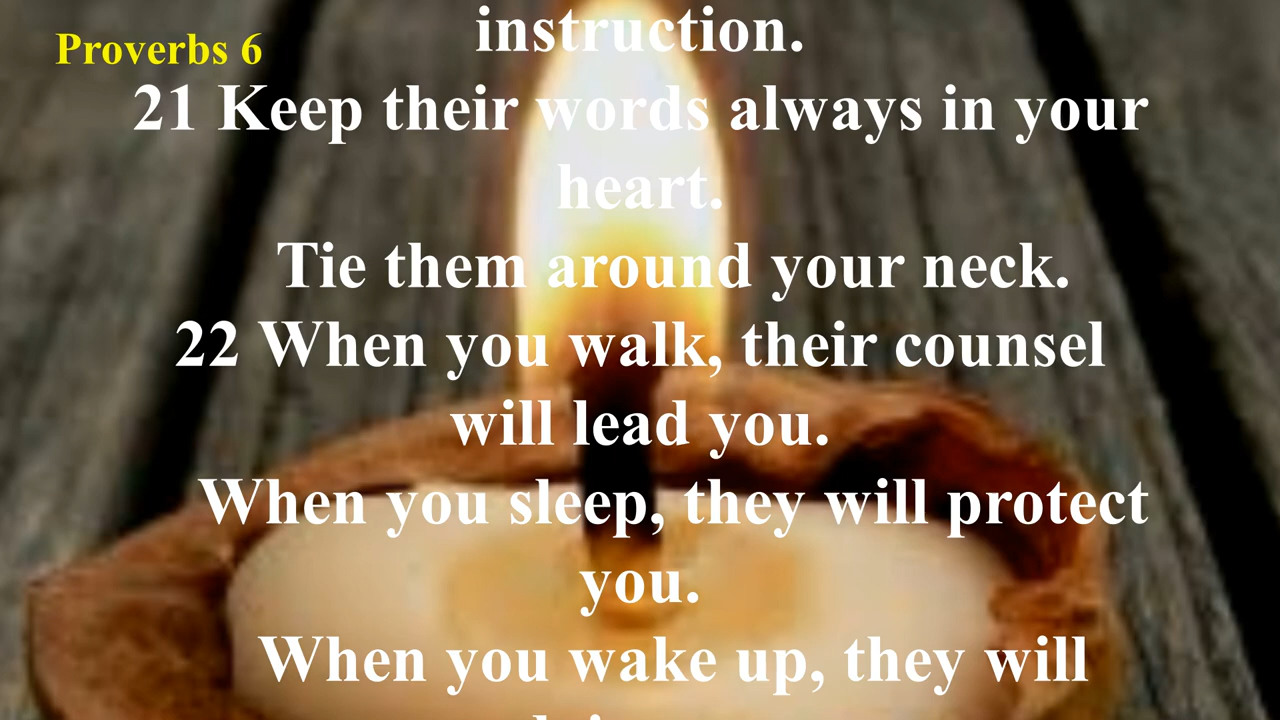 instruction.
Proverbs 6
21 Keep their words always in your
heart.
Tie them around your neck.
22 When you walk, their counsel
will lead you.
When you sleep, they will protect
you.
When you wake up, they will